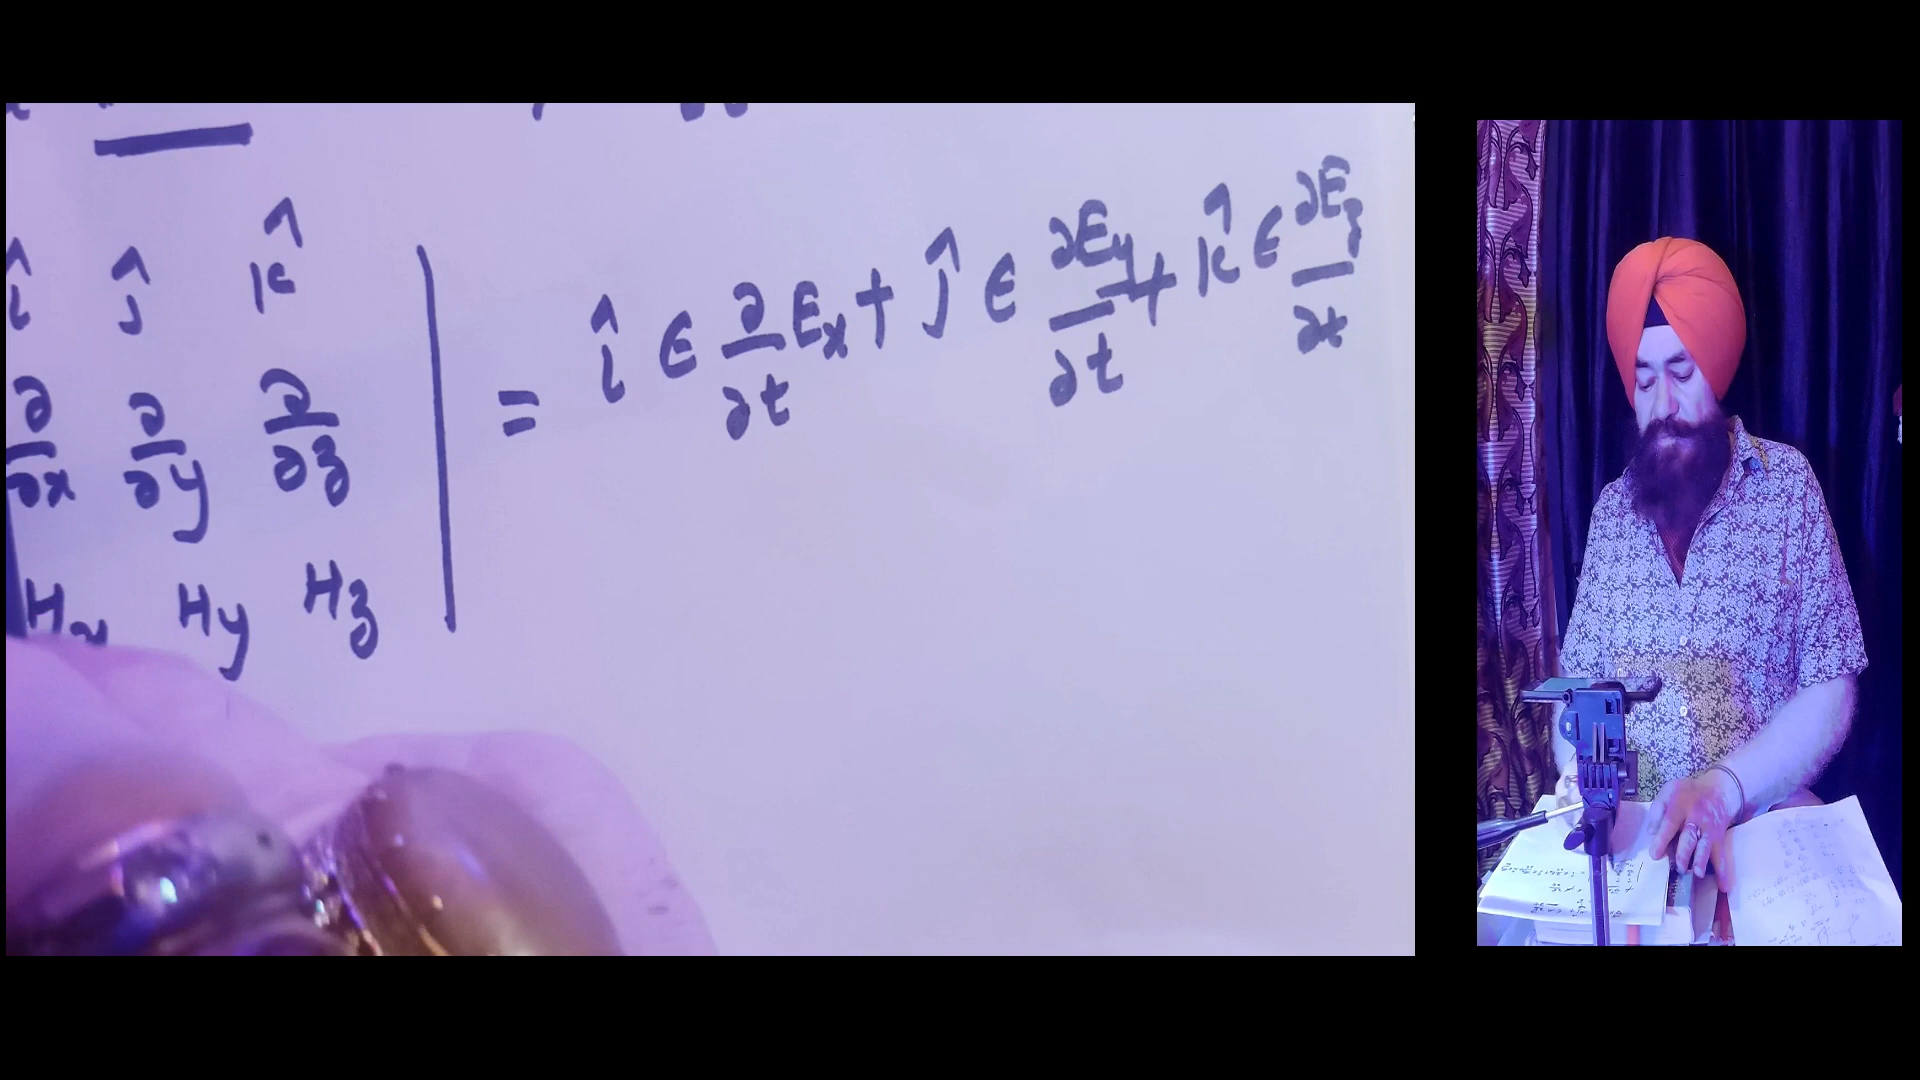 î ĵ k̂
∂/∂x ∂/∂y ∂/∂z
Hx Hy Hz
= î ϵ ∂/∂t Ex + ĵ ϵ ∂Ey/∂t + k̂ ϵ ∂Ez/∂t